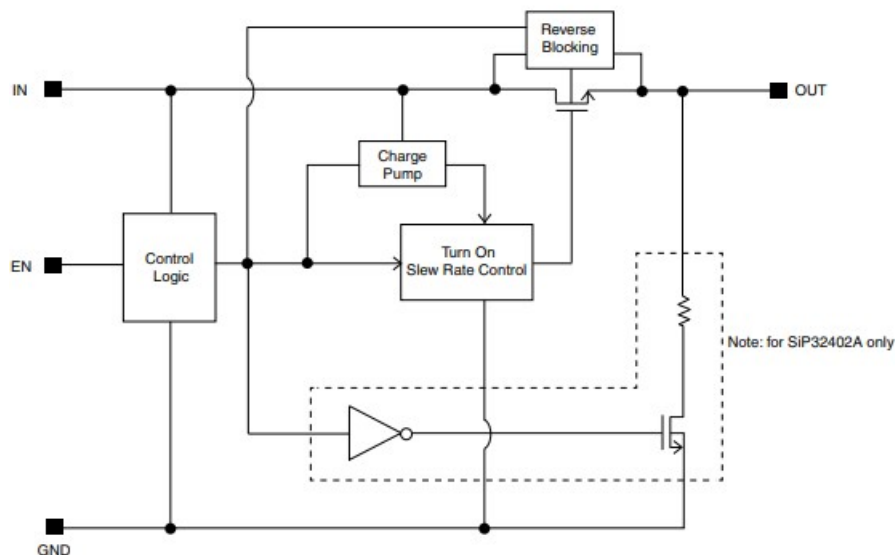 Reverse
Blocking
IN
OUT
Charge
Pump
EN
Control
Logic
Turn On
Slew Rate Control
Note: for SiP32402A only
GND